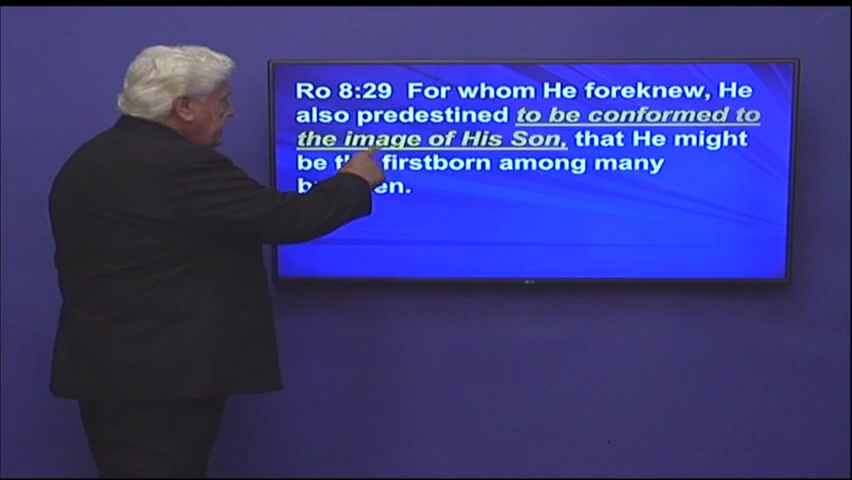 Ro 8:29 For whom He foreknew, He
also predestined to be conformed to
the image of His Son, that He might
be firstborn among many
LG